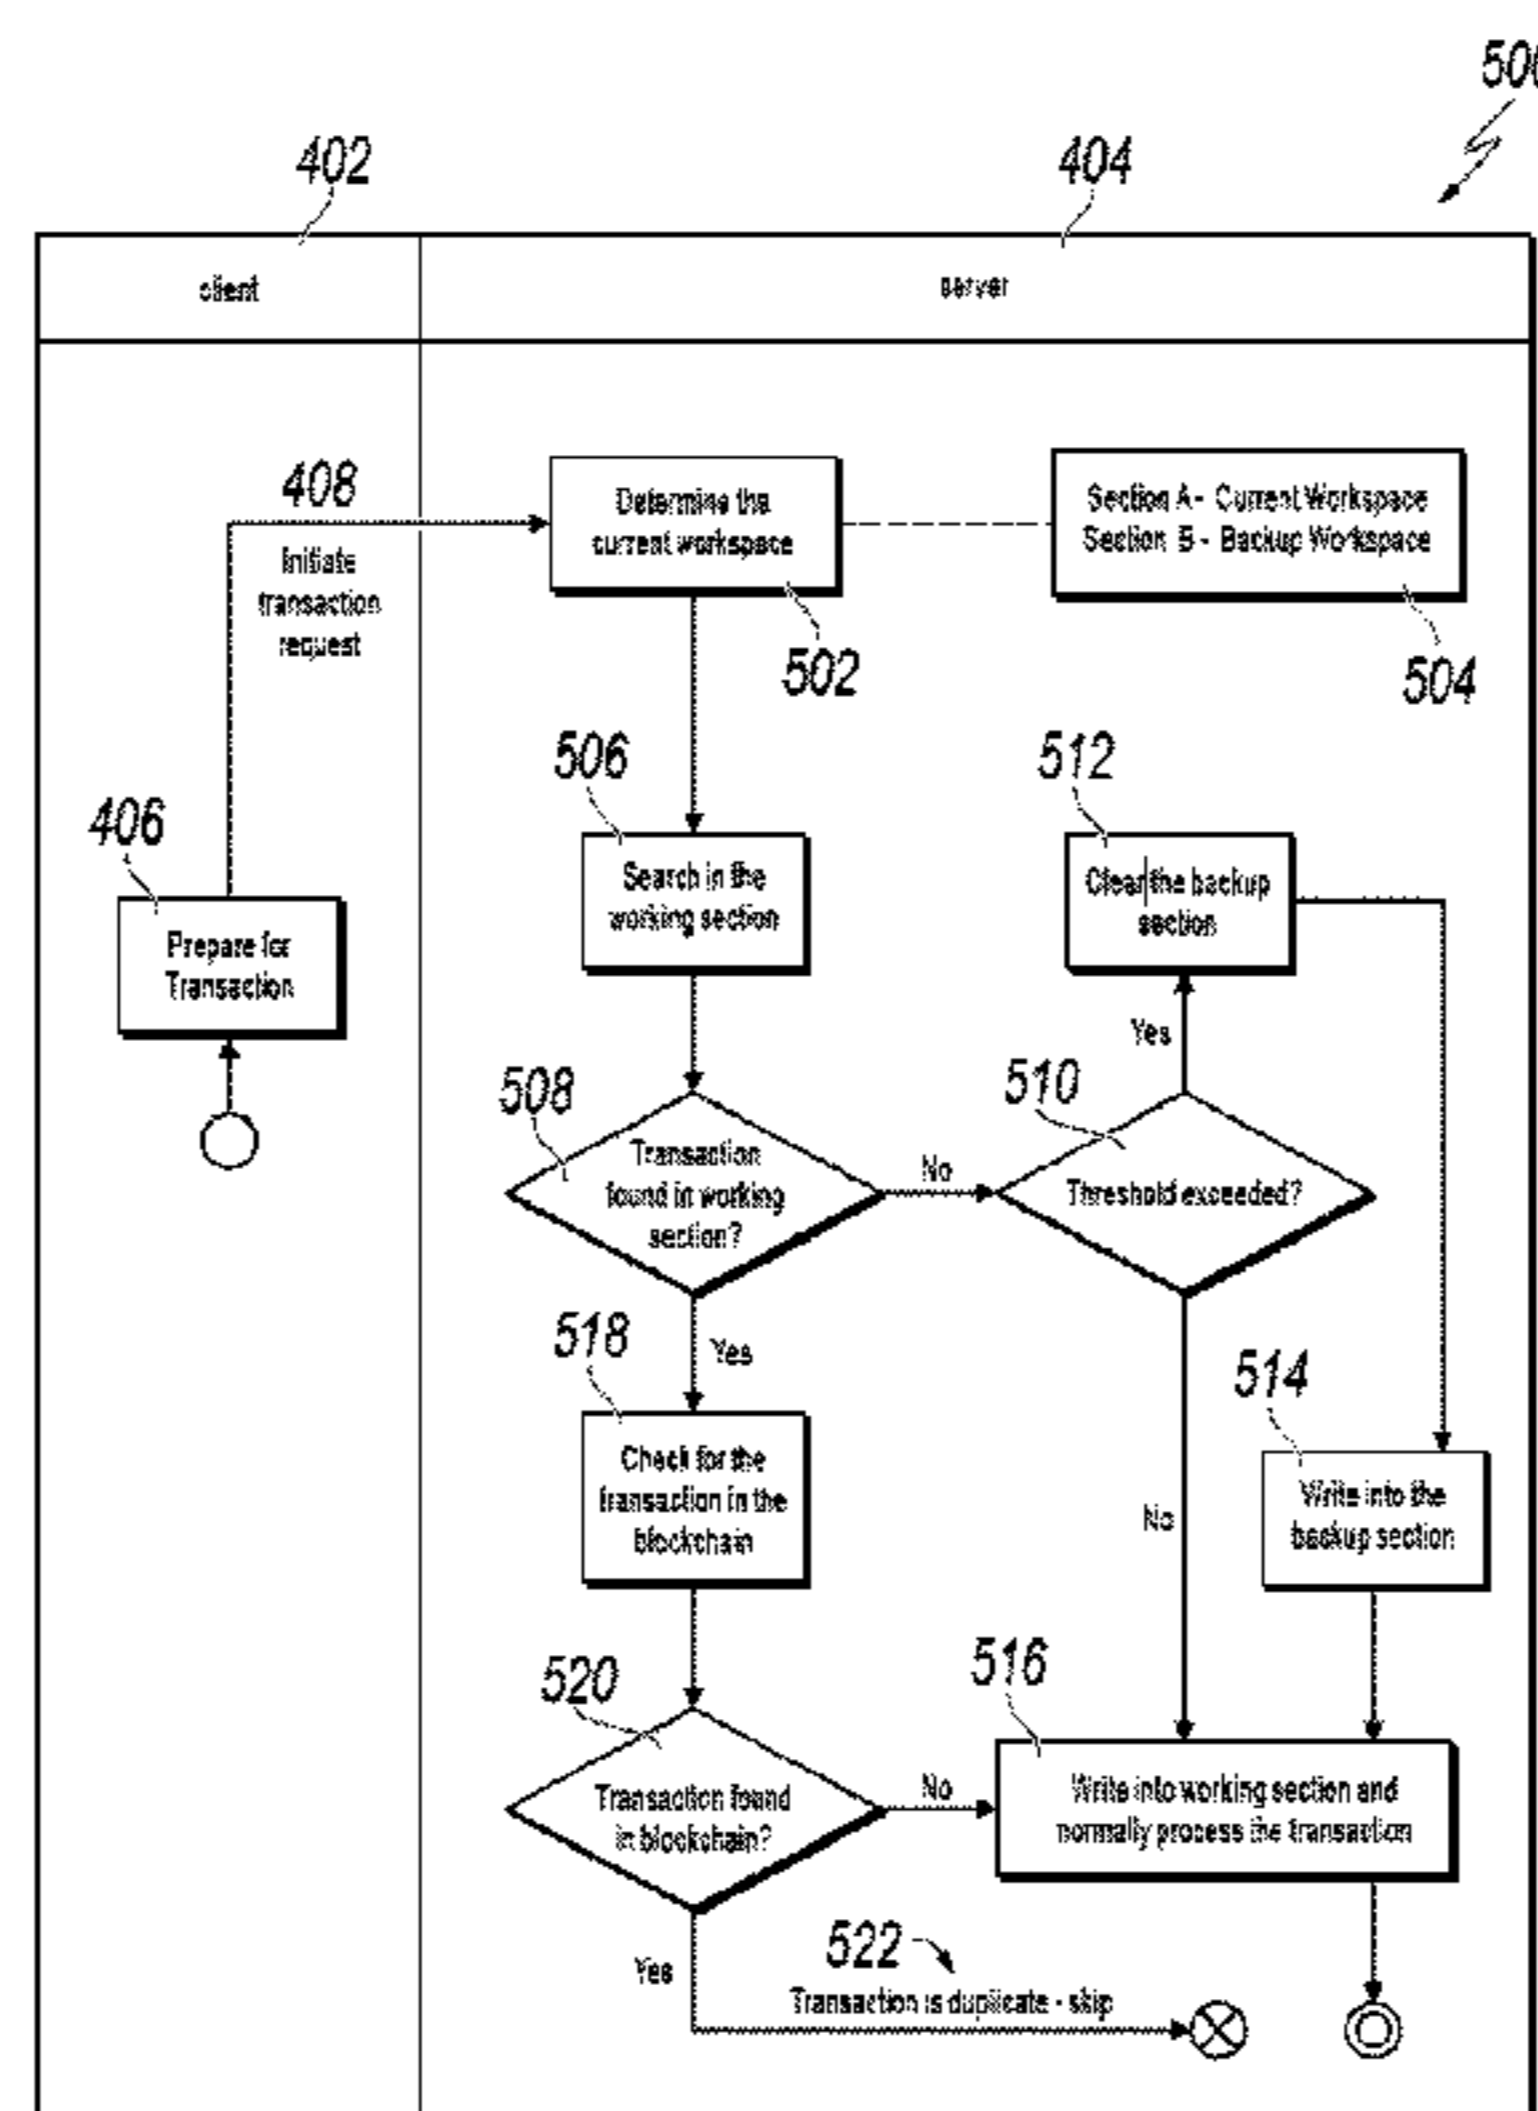 500
402
404
client
server
408
Initiate
transaction
request
Determine the
current workspace
502
Section A - Current Workspace
Section B - Backup Workspace
504
406
Prepare for
Transaction
506
Search in the
working section
512
Clear the backup
section
508
Transaction
found in working
section?
No
510
Threshold exceeded?
Yes
No
Yes
518
Check for the
transaction in the
blockchain
514
Write into the
backup section
520
Transaction found
in blockchain?
No
516
Write into working section and
normally process the transaction
Yes
522
Transaction is duplicate - skip